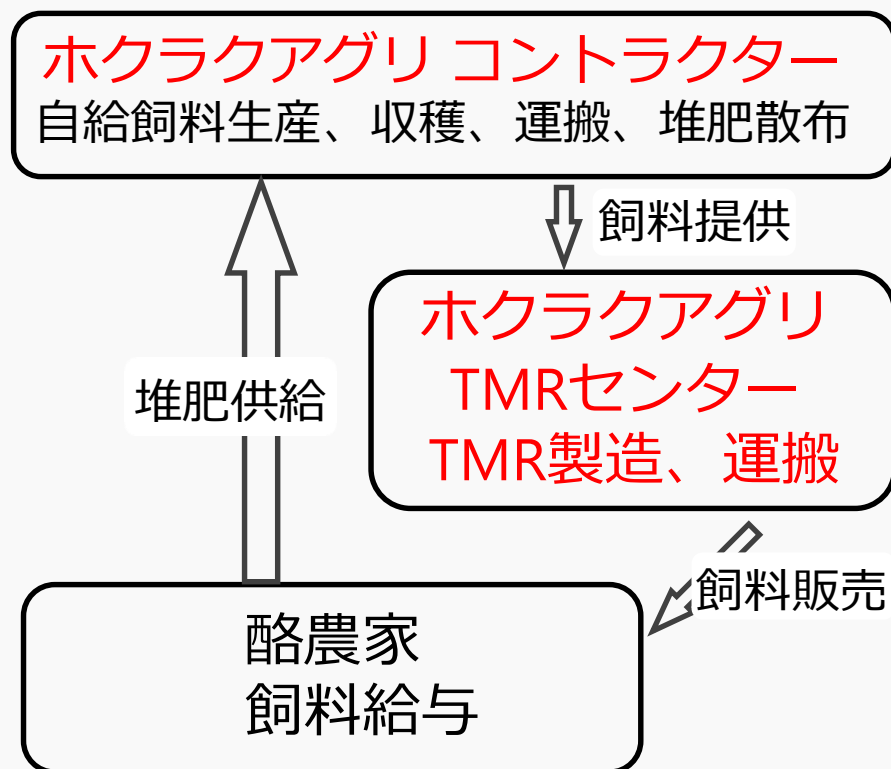 ホクラクアグリ コントラクター
自給飼料生産、収穫、運搬、堆肥散布
飼料提供
ホクラクアグリ
TMRセンター
TMR製造、運搬
堆肥供給
飼料販売
酪農家
飼料給与